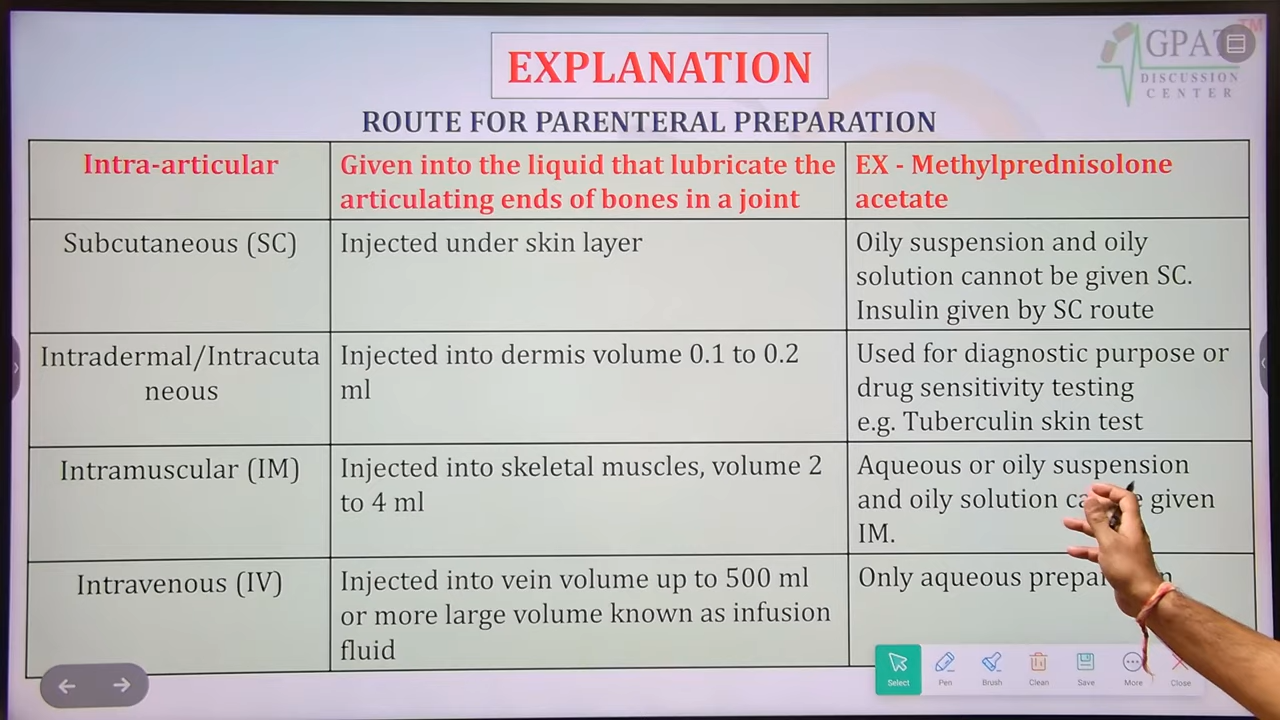 EXPLANATION
GPAT
TM
DISCUSSION
CENTER
ROUTE FOR PARENTERAL PREPARATION
Intra-articular
Given into the liquid that lubricate the
articulating ends of bones in a joint
EX - Methylprednisolone
acetate
Subcutaneous (SC)
Injected under skin layer
Oily suspension and oily
solution cannot be given SC.
Insulin given by SC route
Intradermal/Intracuta
neous
Injected into dermis volume 0.1 to 0.2
ml
Used for diagnostic purpose or
drug sensitivity testing
e.g. Tuberculin skin test
Intramuscular (IM)
Injected into skeletal muscles, volume 2
to 4 ml
Aqueous or oily suspension
and oily solution given
IM.
Intravenous (IV)
Injected into vein volume up to 500 ml
or more large volume known as infusion
fluid
Only aqueous
Select
Pen
Brush
Clean
Save
More
Close